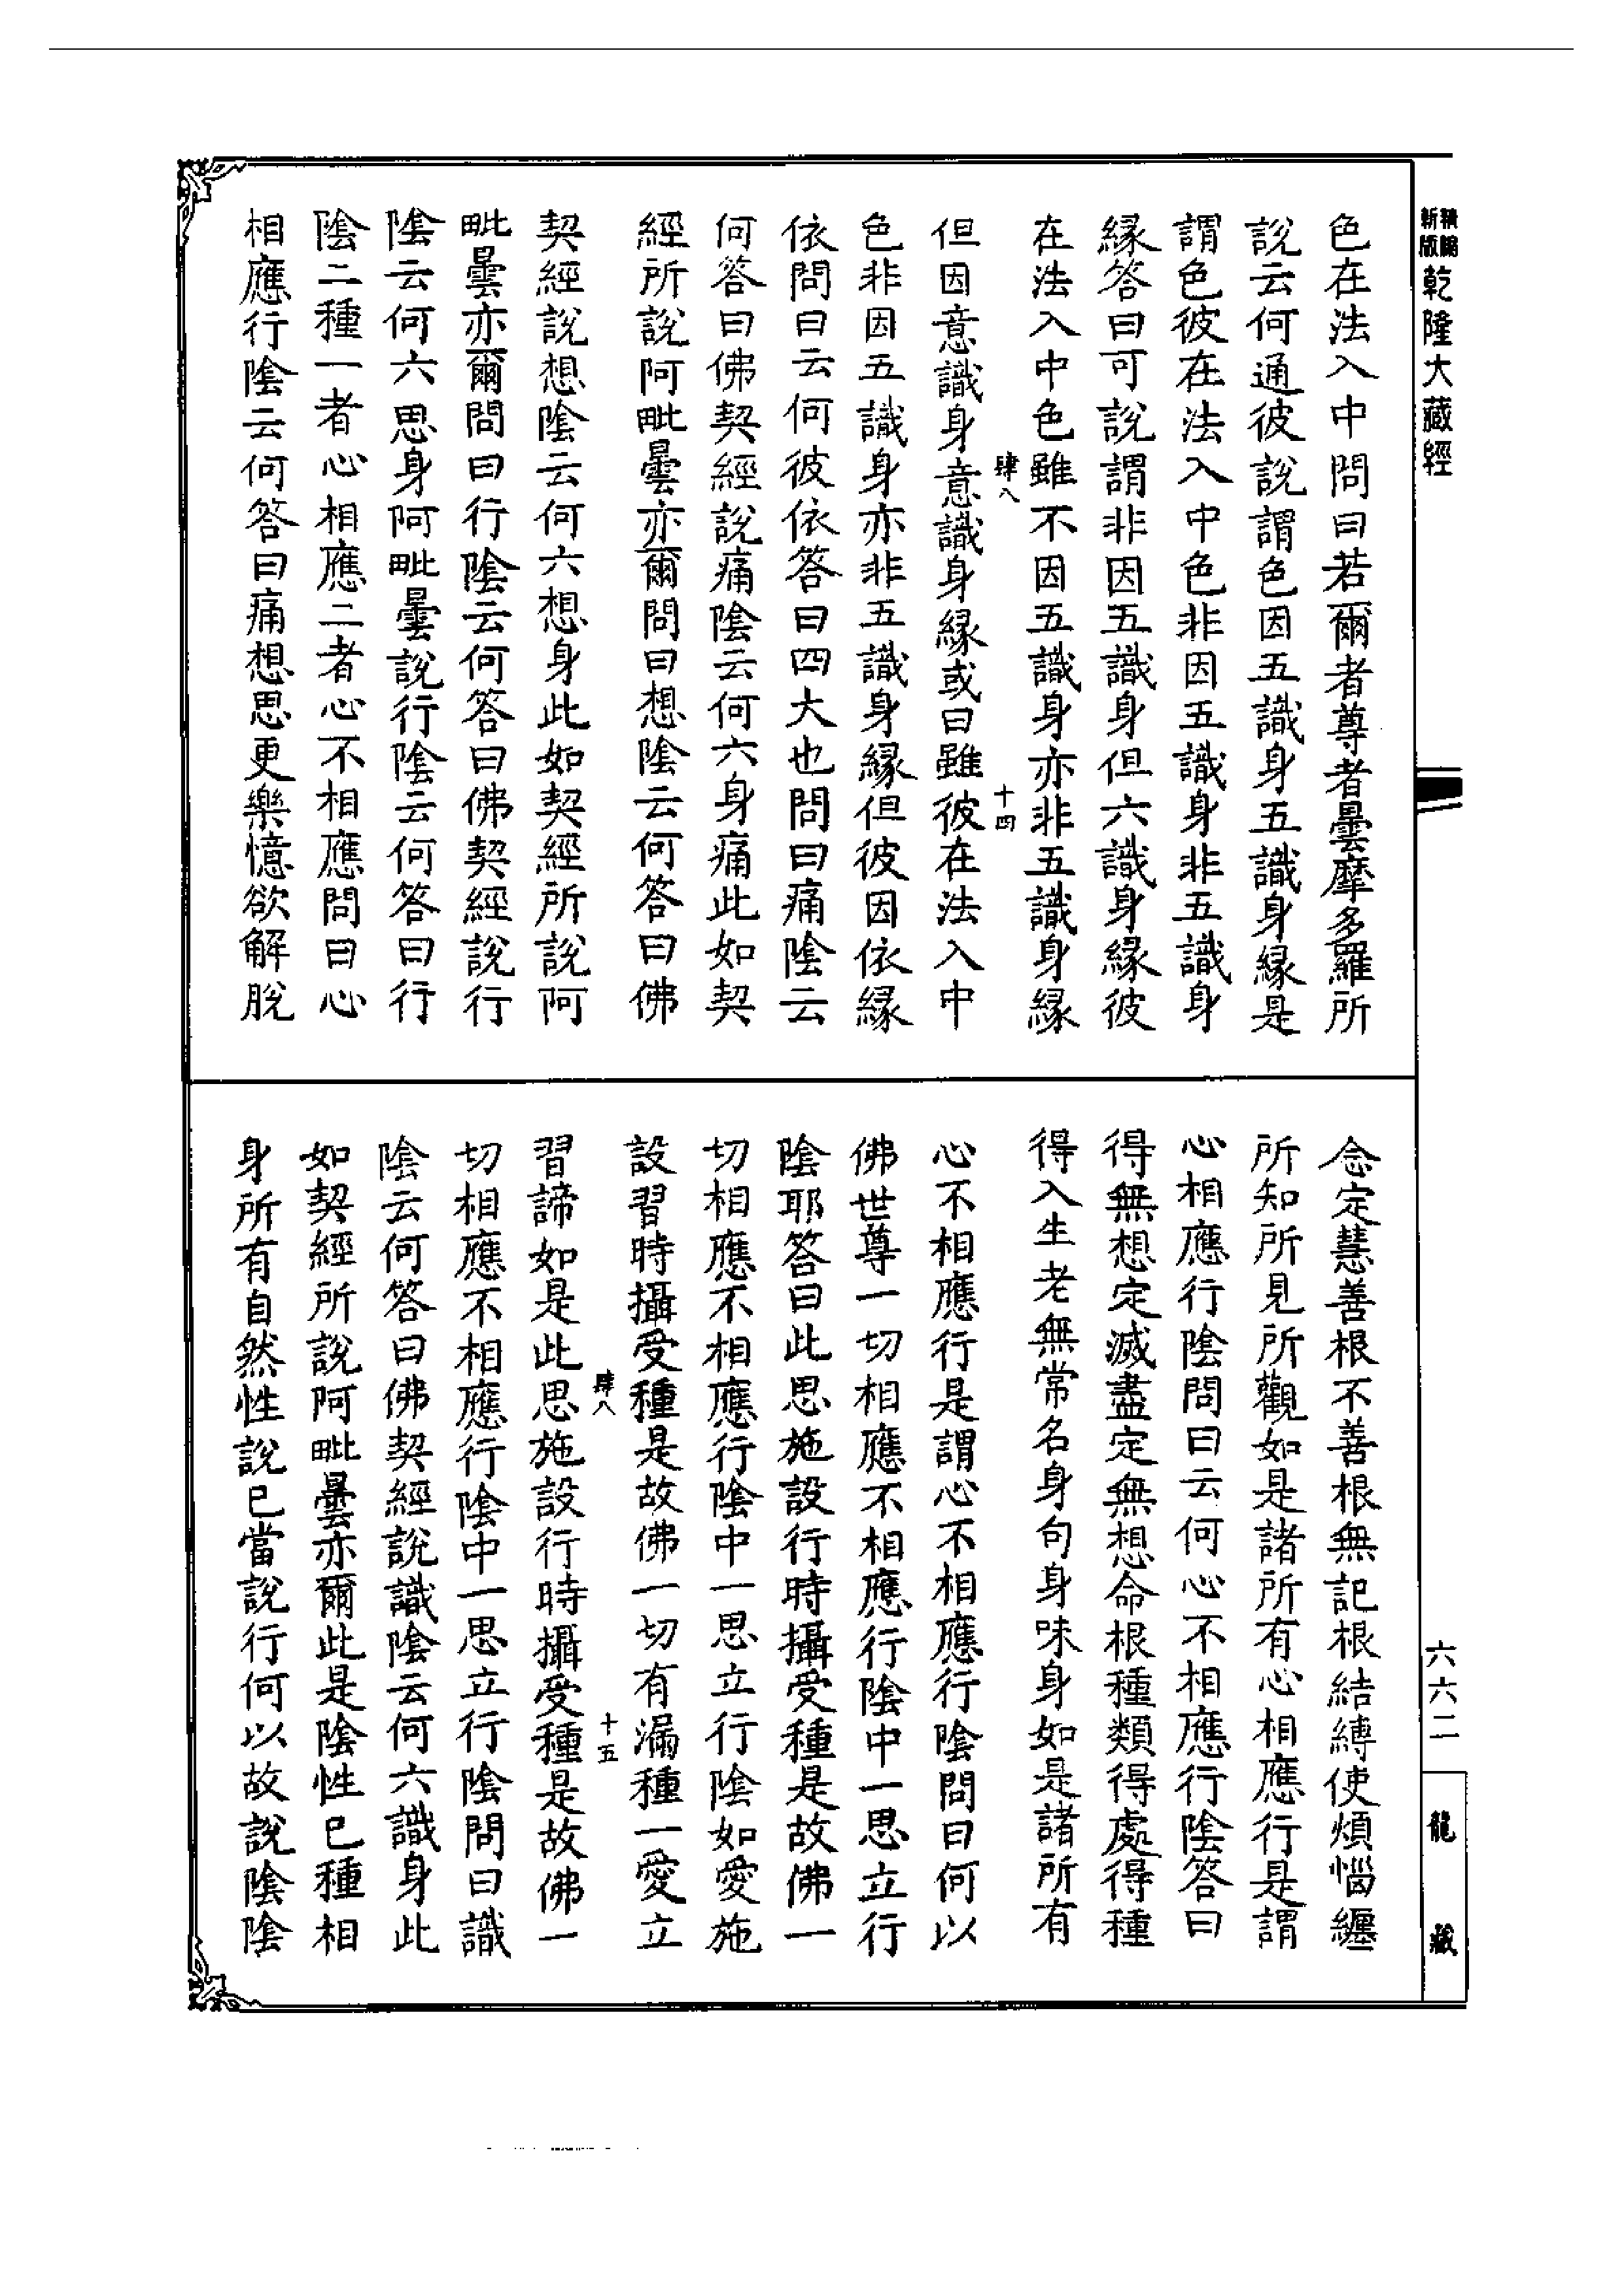 新編縮版乾隆大藏經
色在法入中問曰若爾者尊者曇摩多羅所
說云何通彼說謂色因五識身五識身緣是
謂色彼在法入中色非因五識身非五識身
緣答曰可說謂非因五識身但六識身緣彼
在法入中色雖不因五識身亦非五識身緣
肆八
十四
但因意識身意識身緣或曰雖彼在法入中
色非因五識身亦非五識身緣但彼因依緣
依問曰云何彼依答曰四大也問曰痛陰云
何答曰佛契經說痛陰云何六身痛此如契
經所說阿毗曇亦爾問曰想陰云何答曰佛
契經說想陰云何六想身此如契經所說阿
毗曇亦爾問曰行陰云何答曰佛契經說行
陰云何六思身阿毗曇說行陰云何答曰行
陰二種一者心相應二者心不相應問曰心
相應行陰云何答曰痛想思更樂憶欲解脫
念定慧善根不善根無記根結縛使煩惱纏
所知所見所觀如是諸所有心相應行是謂
心相應行陰問曰云何心不相應行陰答曰
得無想定滅盡定無想命根種類得處得種
得入生老無常名身句身味身如是諸所有
心不相應行是謂心不相應行陰問曰何以
佛世尊一切相應不相應行陰中一思立行
陰耶答曰此思施設行時攝受種是故佛一
切相應不相應行陰中一思立行陰如愛施
設習時攝受種是故佛一切有漏種一愛立
肆八
十五
習諦如是此思施設行時攝受種是故佛一
切相應不相應行陰中一思立行陰問曰識
陰云何答曰佛契經說識陰云何六識身此
如契經所說阿毗曇亦爾此是陰性已種相
身所有自然性說已當說行何以故說陰陰
六六二
龍藏